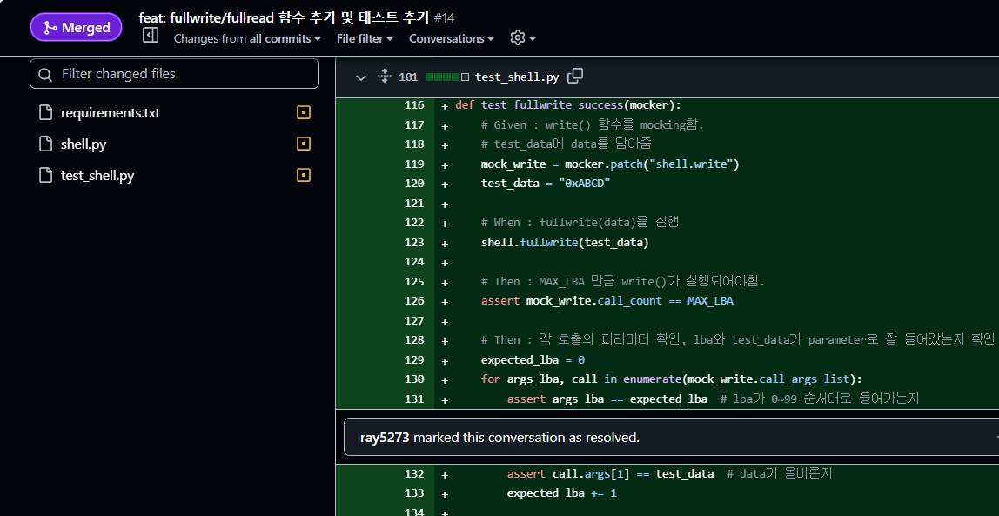 Merged
feat: fullwrite/fullread 함수 추가 및 테스트 추가 #14
Changes from all commits
File filter
Conversations
Filter changed files
requirements.txt
shell.py
test_shell.py
101 test_shell.py
116 + def test_fullwrite_success(mocker):
117 + # Given : write() 함수를 mocking함.
118 + # test_data에 data를 담아줌
119 + mock_write = mocker.patch("shell.write")
120 + test_data = "0xABCD"
121 +
122 + # When : fullwrite(data)를 실행
123 + shell.fullwrite(test_data)
124 +
125 + # Then : MAX_LBA 만큼 write()가 실행되어야함.
126 + assert mock_write.call_count == MAX_LBA
127 +
128 + # Then : 각 호출의 파라미터 확인, lba와 test_data가 parameter로 잘 들어갔는지 확인
129 + expected_lba = 0
130 + for args_lba, call in enumerate(mock_write.call_args_list):
131 + assert args_lba == expected_lba # lba가 0~99 순서대로 들어가는지
ray5273 marked this conversation as resolved.
132 + assert call.args[1] == test_data # data가 올바른지
133 + expected_lba += 1
134 +